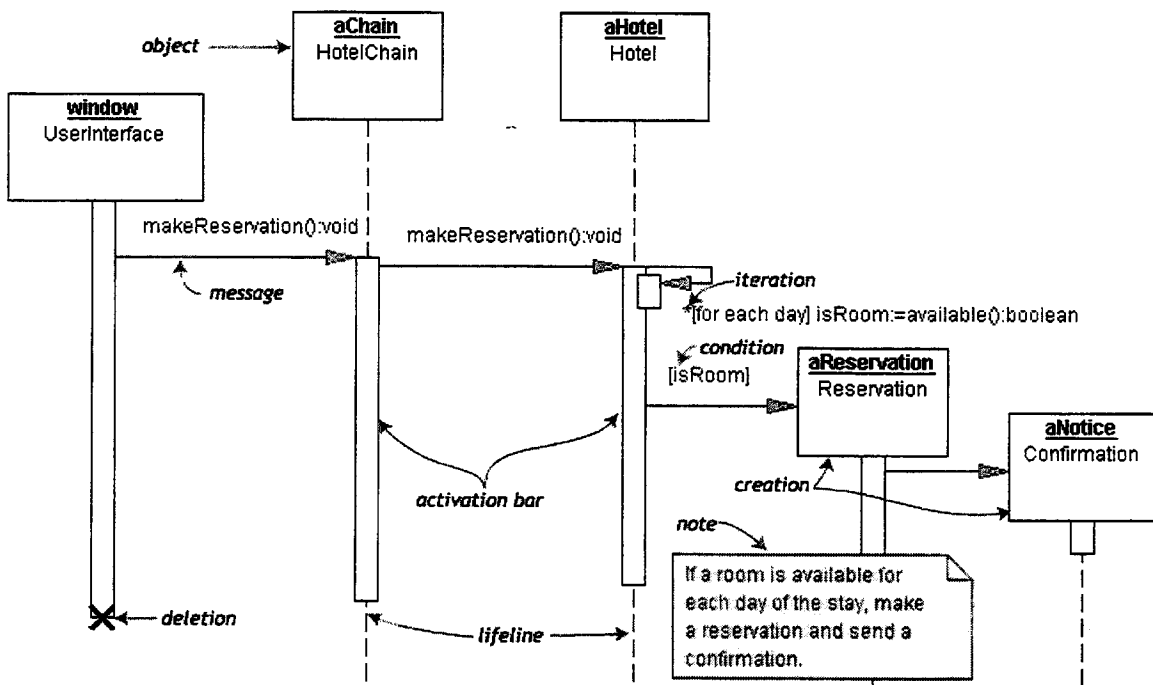 aChain
HotelChain
aHotel
Hotel
object
window
UserInterface
makeReservation():void
makeReservation():void
message
iteration
*[for each day] isRoom:=available():boolean
condition
[isRoom]
aReservation
Reservation
aNotice
Confirmation
activation bar
creation
note
If a room is available for
each day of the stay, make
a reservation and send a
confirmation.
deletion
lifeline